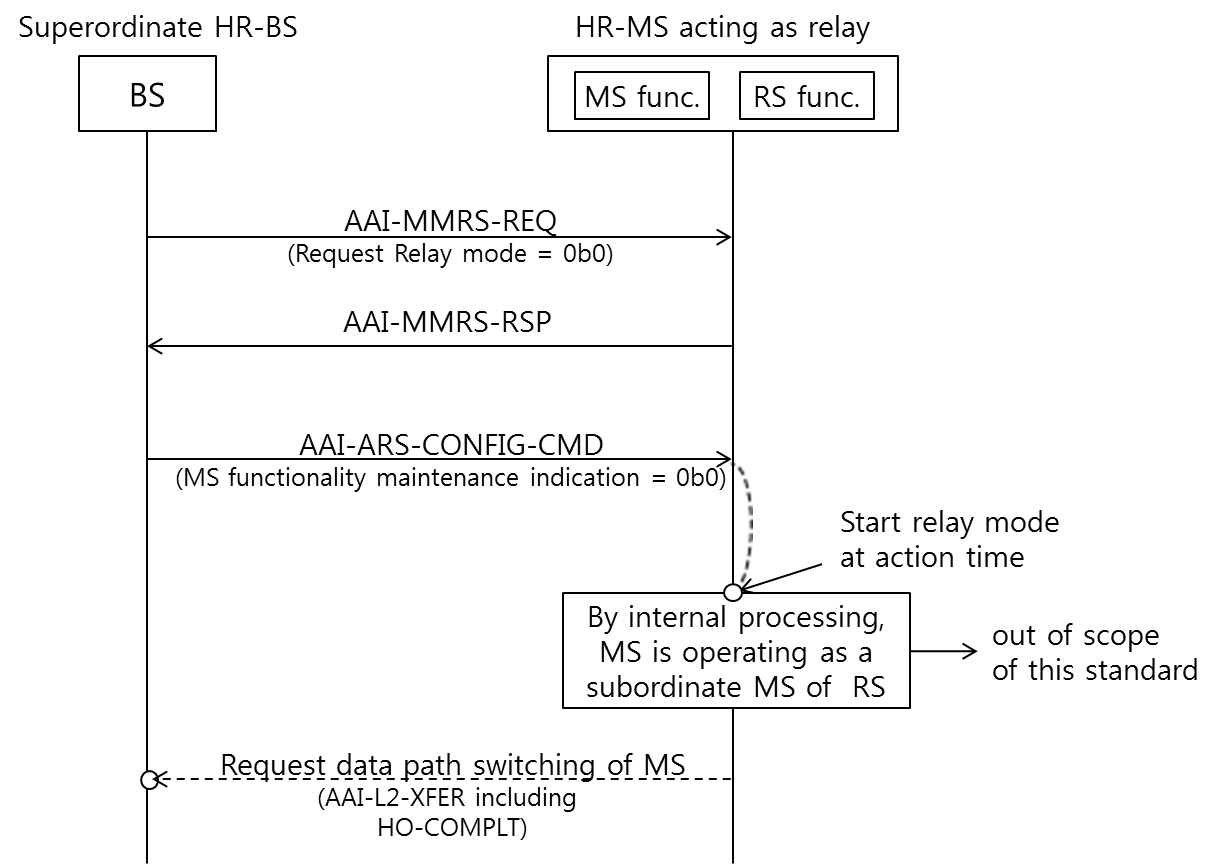 Superordinate HR-BS
HR-MS acting as relay
BS
MS func.
RS func.
AAI-MMRS-REQ
(Request Relay mode = 0b0)
AAI-MMRS-RSP
AAI-ARS-CONFIG-CMD
(MS functionality maintenance indication = 0b0)
Start relay mode
at action time
By internal processing,
MS is operating as a
subordinate MS of RS
out of scope
of this standard
Request data path switching of MS
(AAI-L2-XFER including
HO-COMPLT)